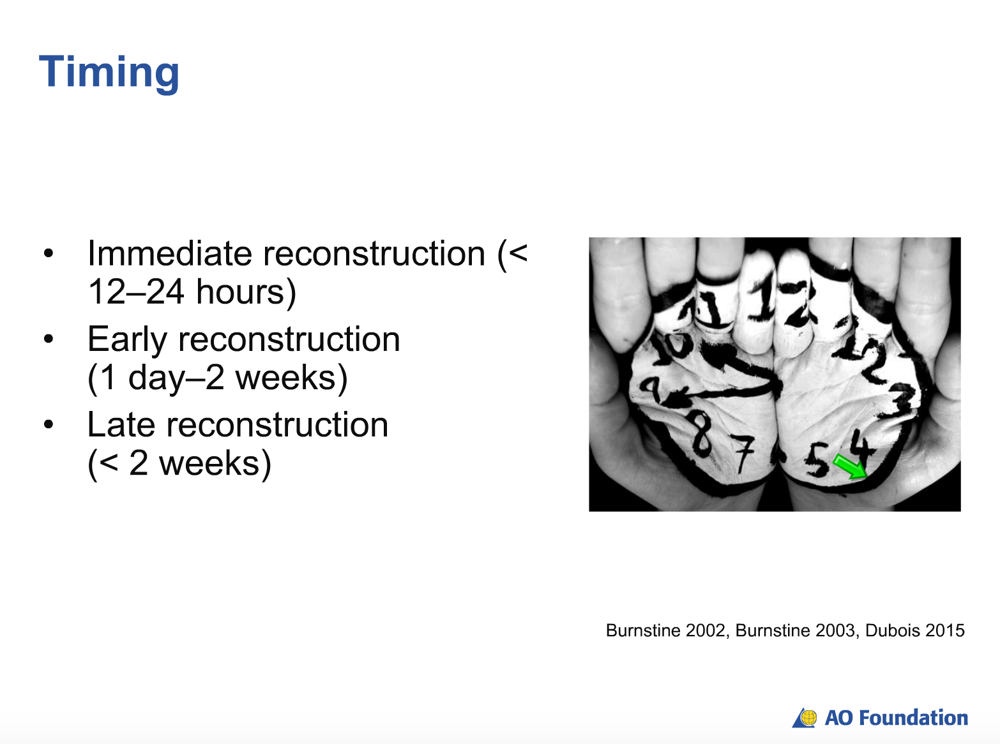 Timing
• Immediate reconstruction (<
12–24 hours)
• Early reconstruction
(1 day–2 weeks)
• Late reconstruction
(< 2 weeks)
11
12
10
1
2
9
3
8
4
7
5
Burnstine 2002, Burnstine 2003, Dubois 2015
AO Foundation